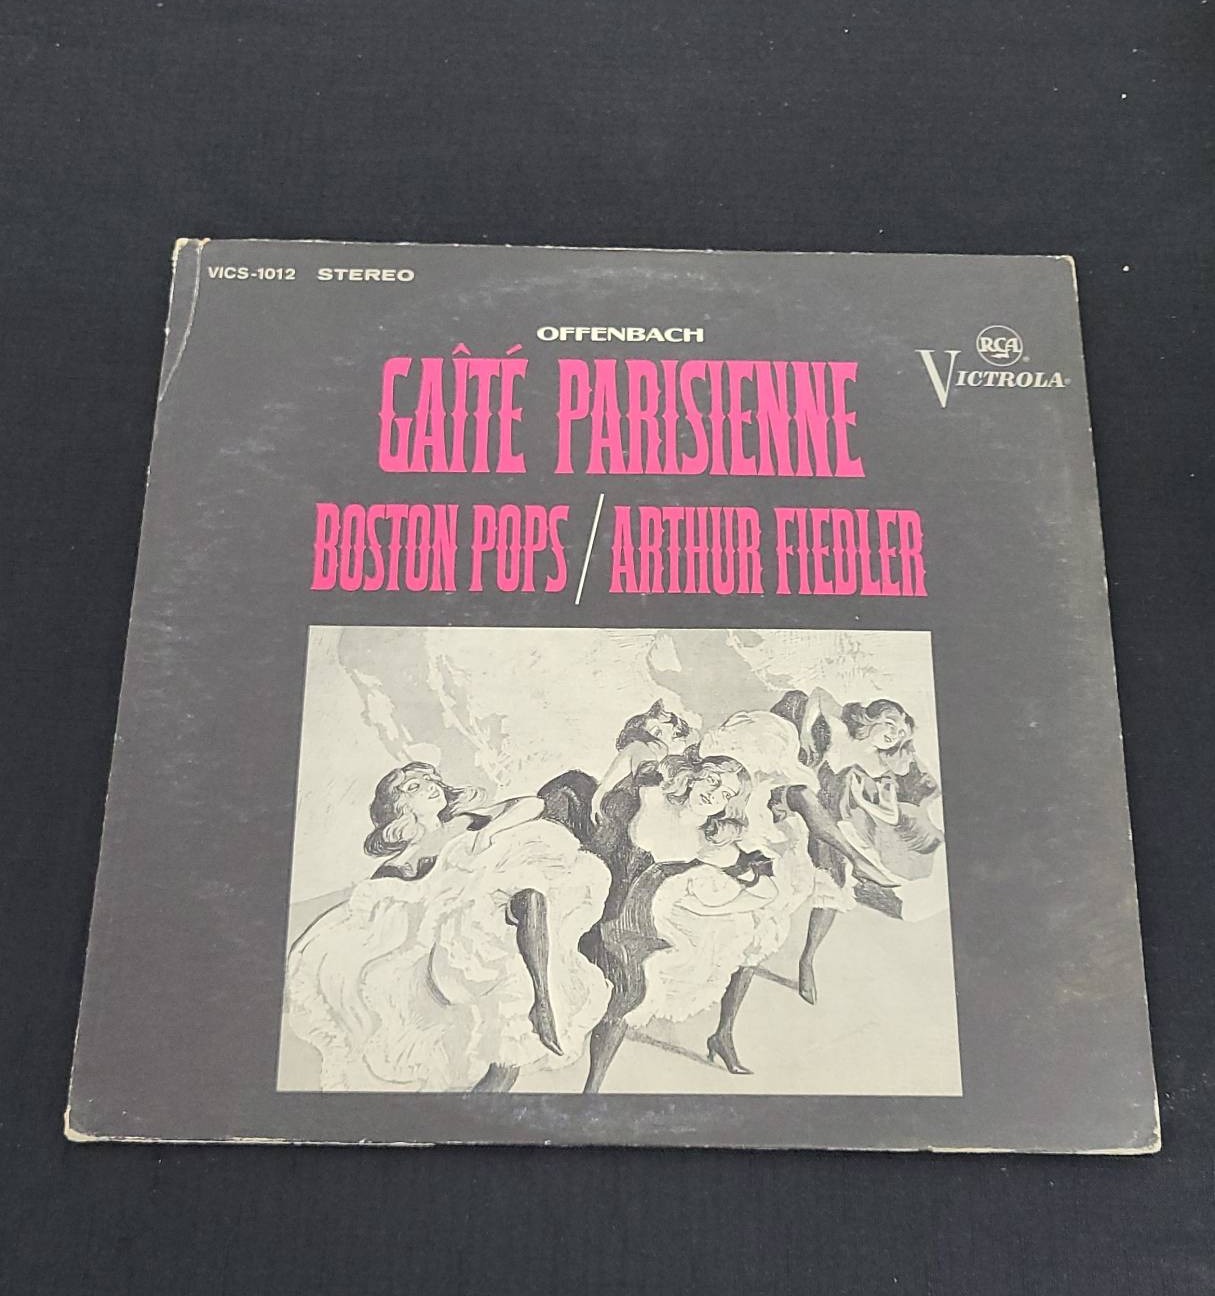 VICS-1012 STEREO
OFFENBACH
GAÎTÉ PARISIENNE
RCA
VICTROLA
BOSTON POPS / ARTHUR FIEDLER